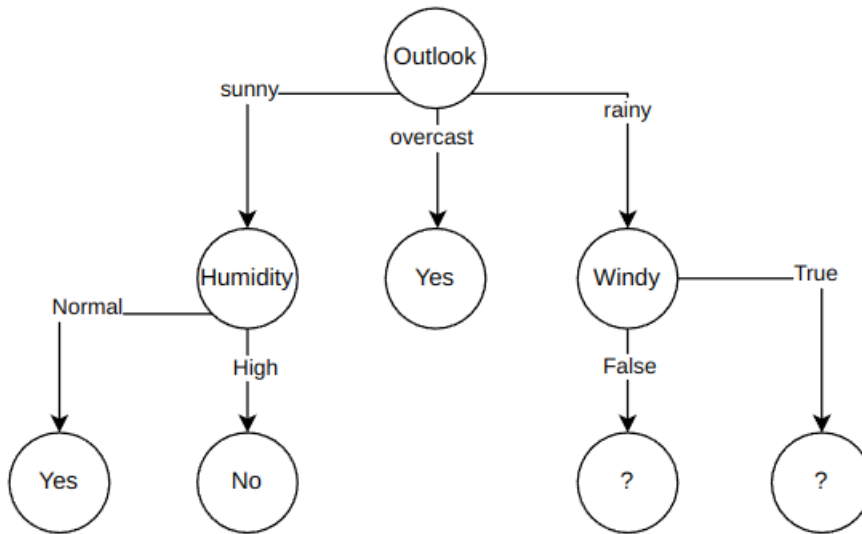 Outlook
sunny
overcast
rainy
Humidity
Yes
Windy
True
Normal
High
False
Yes
No
?
?